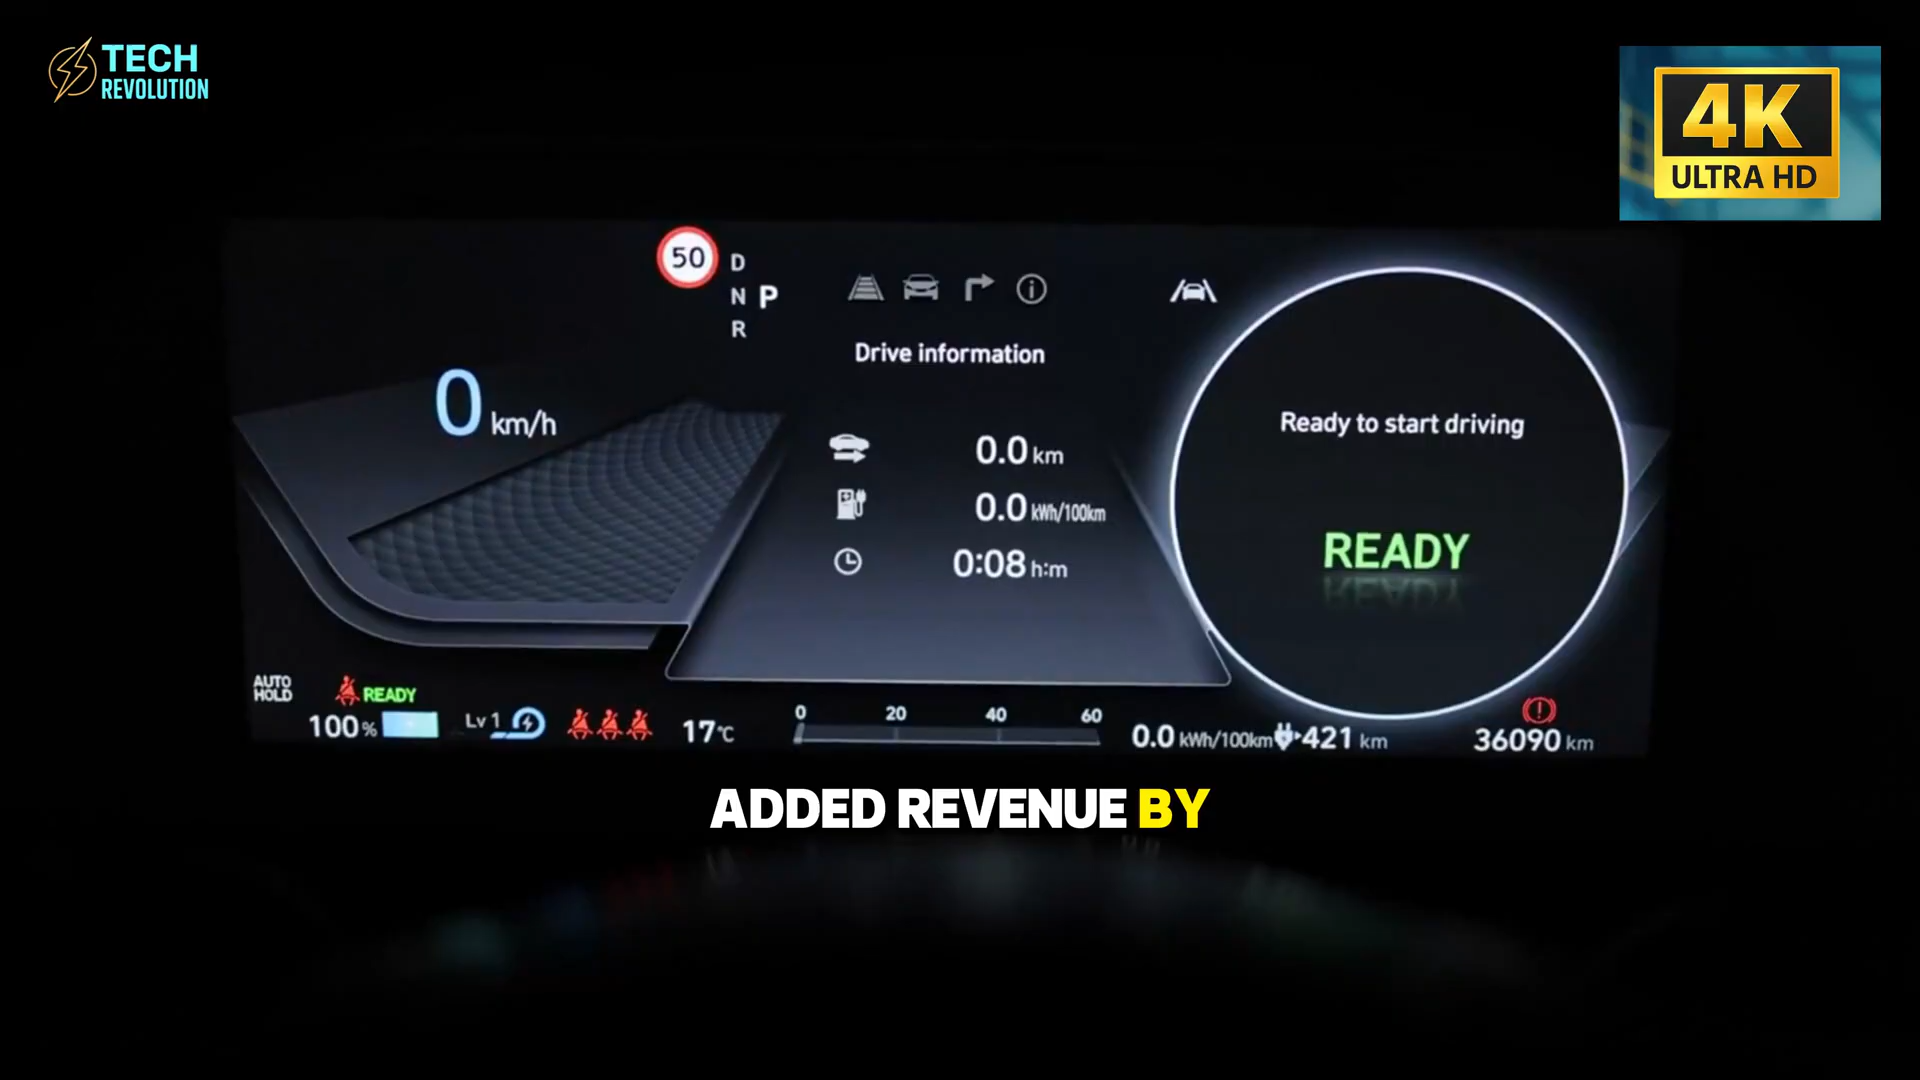 TECH
REVOLUTION
4K
ULTRA HD
50
D
N P
R
Drive information
0 km/h
0.0 km
0.0 kWh/100km
0:08 h:m
Ready to start driving
READY
AUTO
HOLD
READY
100 %
Lv 1
17°C
0 20 40 60
0.0 kWh/100km
421 km
36090 km
ADDED REVENUE BY